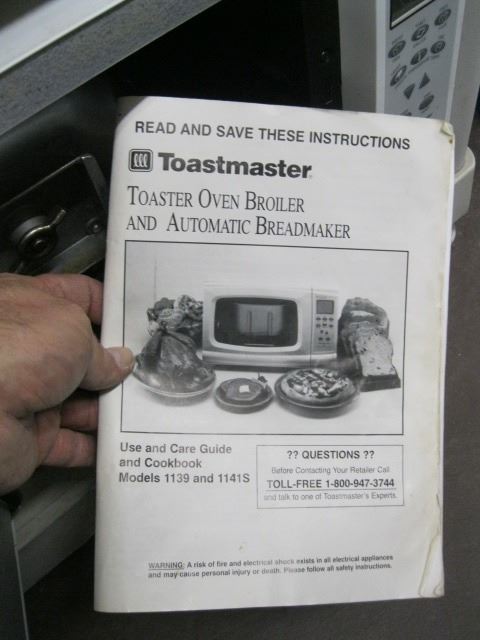 READ AND SAVE THESE INSTRUCTIONS
Toastmaster
TOASTER OVEN BROILER
AND AUTOMATIC BREADMAKER
Use and Care Guide
and Cookbook
Models 1139 and 1141S
?? QUESTIONS ??
Before Contacting Your Retailer Call
TOLL-FREE 1-800-947-3744
and talk to one of Toastmaster's Experts.
WARNING: A risk of fire and electrical shock exists in all electrical appliances
and may cause personal injury or death. Please follow all safety instructions.